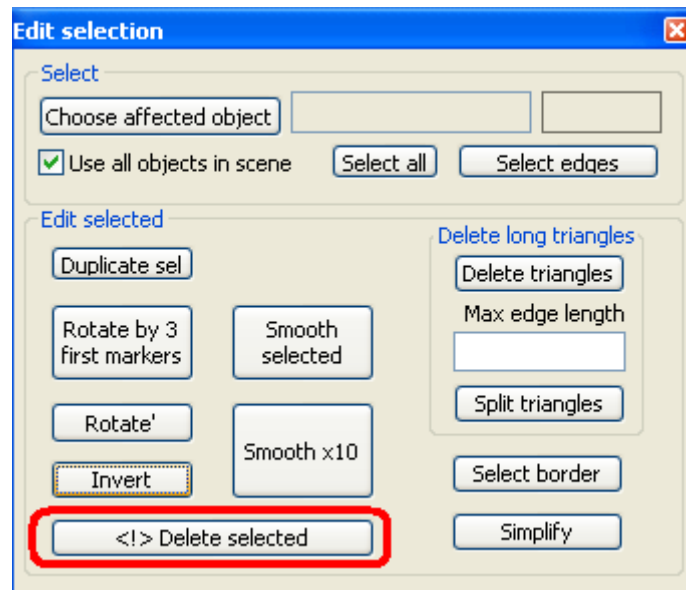 Edit selection
Select
Choose affected object
Use all objects in scene
Select all
Select edges
Edit selected
Duplicate sel
Rotate by 3
first markers
Smooth
selected
Rotate'
Smooth x10
Invert
<!> Delete selected
Delete long triangles
Delete triangles
Max edge length
Split triangles
Select border
Simplify